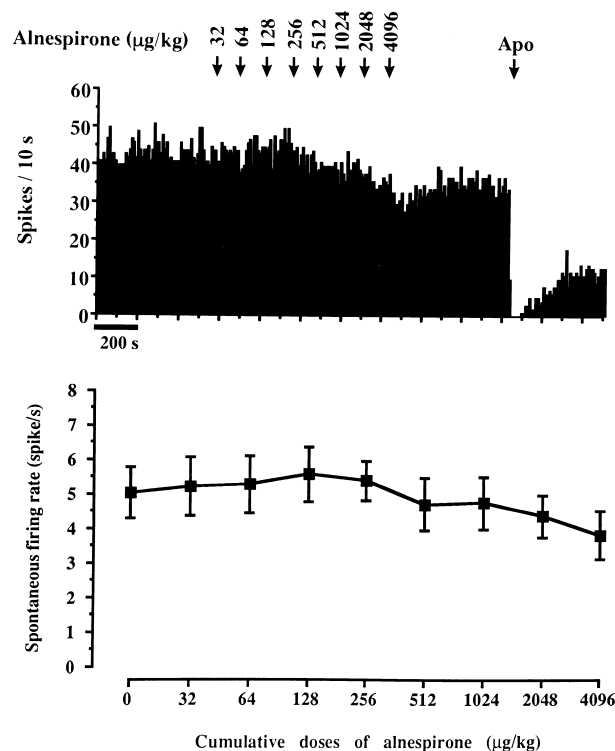 Alnespirone (µg/kg) 32 64 128 256 512 1024 2048 4096 Apo
60
50
40
30
20
10
0
Spikes / 10 s
200 s
8
7
6
5
4
3
2
1
0
Spontaneous firing rate (spike/s)
0 32 64 128 256 512 1024 2048 4096
Cumulative doses of alnespirone (µg/kg)